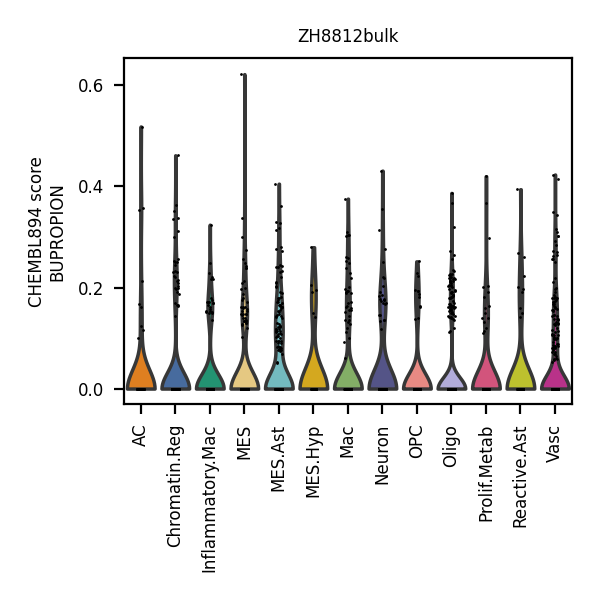 ZH8812bulk
CHEMBL894 score
BUPROPION
0.6
0.4
0.2
0.0
AC
Chromatin.Reg
Inflammatory.Mac
MES
MES.Ast
MES.Hyp
Mac
Neuron
OPC
Oligo
Prolif.Metab
Reactive.Ast
Vasc